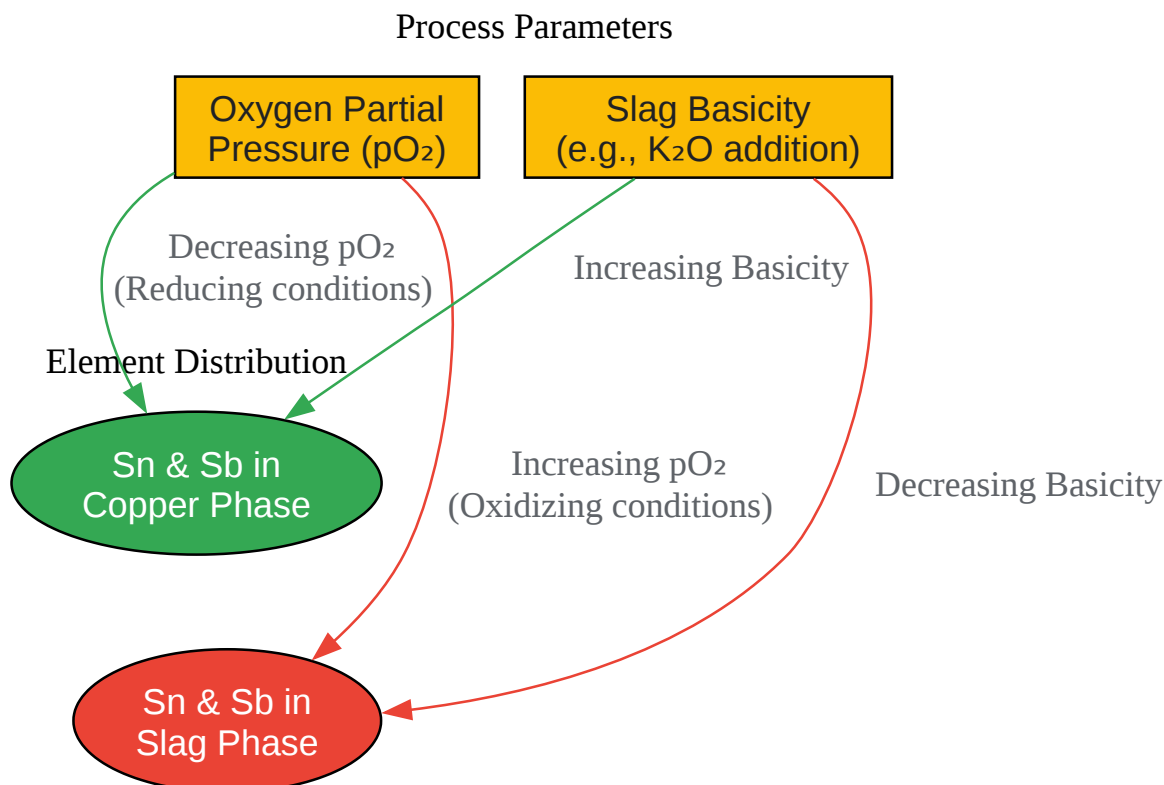 Process Parameters
Oxygen Partial
Pressure (pO₂)
Slag Basicity
(e.g., K₂O addition)
Decreasing pO₂
(Reducing conditions)
Increasing Basicity
Element Distribution
Sn & Sb in
Copper Phase
Increasing pO₂
(Oxidizing conditions)
Decreasing Basicity
Sn & Sb in
Slag Phase